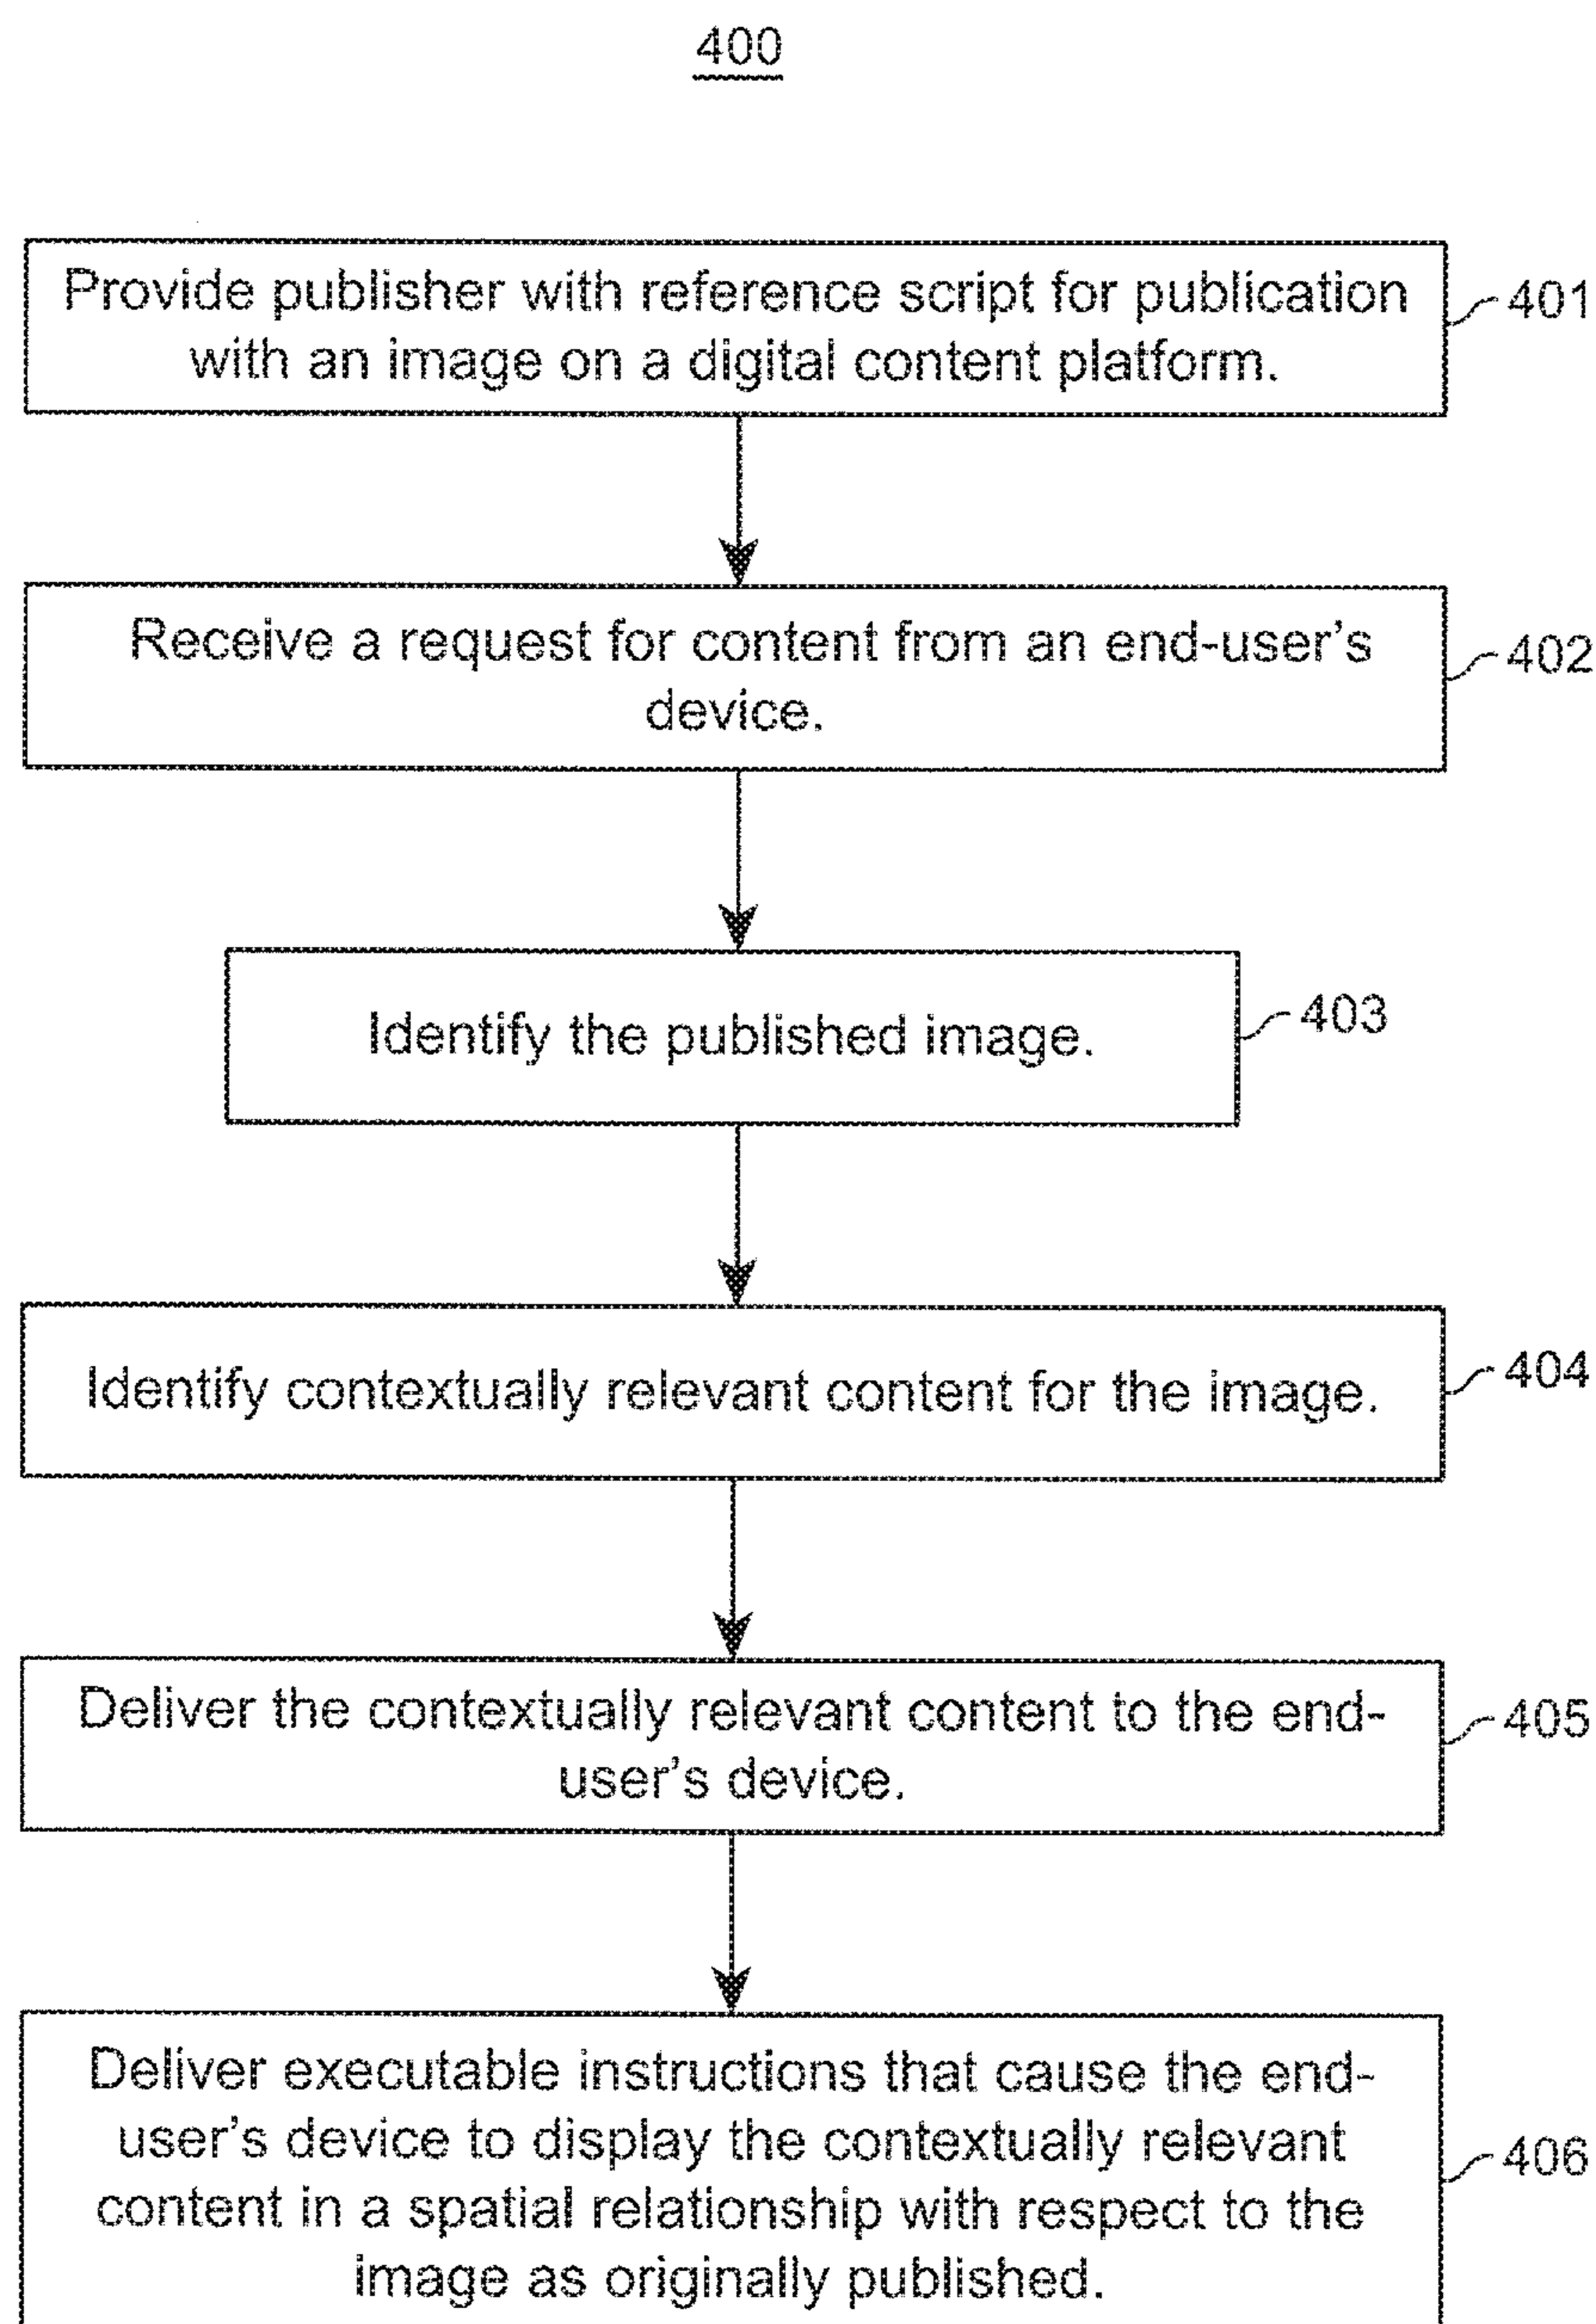 400
Provide publisher with reference script for publication
with an image on a digital content platform.
401
Receive a request for content from an end-user's
device.
402
Identify the published image.
403
Identify contextually relevant content for the image.
404
Deliver the contextually relevant content to the end-
user's device.
405
Deliver executable instructions that cause the end-
user's device to display the contextually relevant
content in a spatial relationship with respect to the
image as originally published.
406